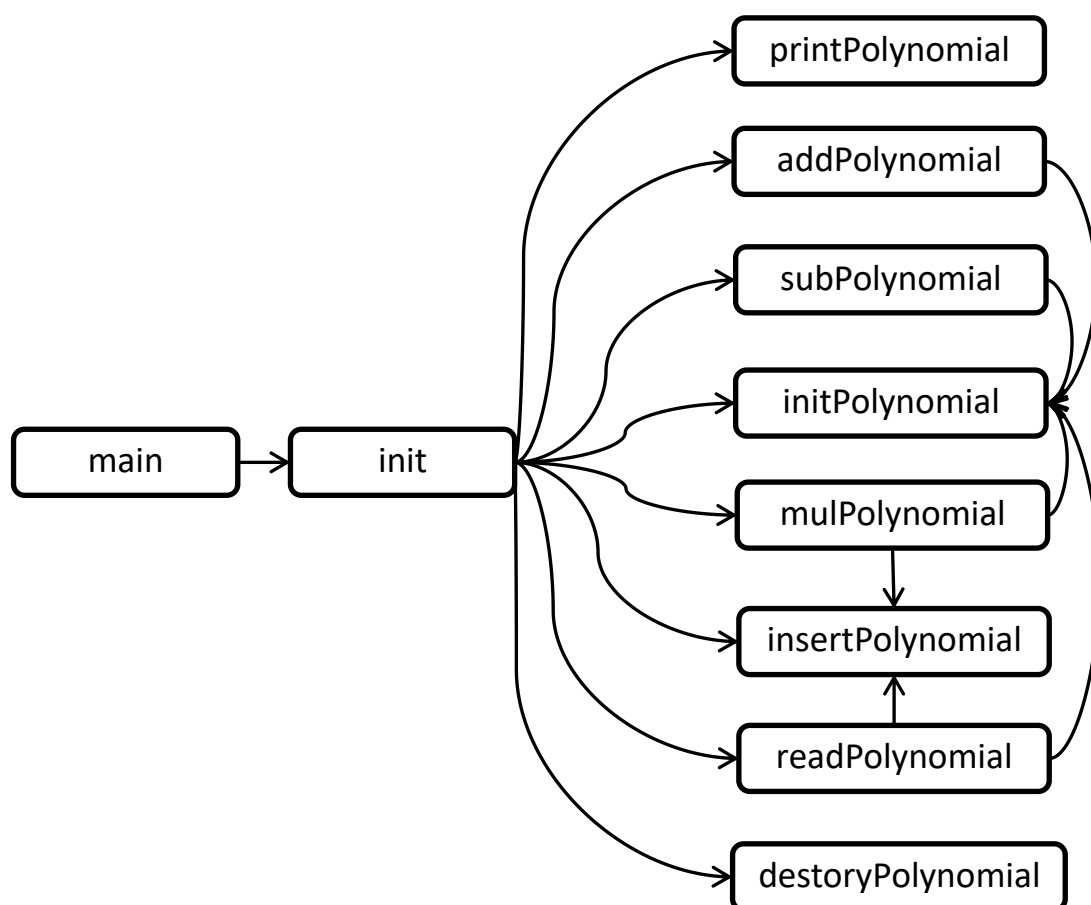 printPolynomial
addPolynomial
subPolynomial
initPolynomial
main
init
mulPolynomial
insertPolynomial
readPolynomial
destoryPolynomial